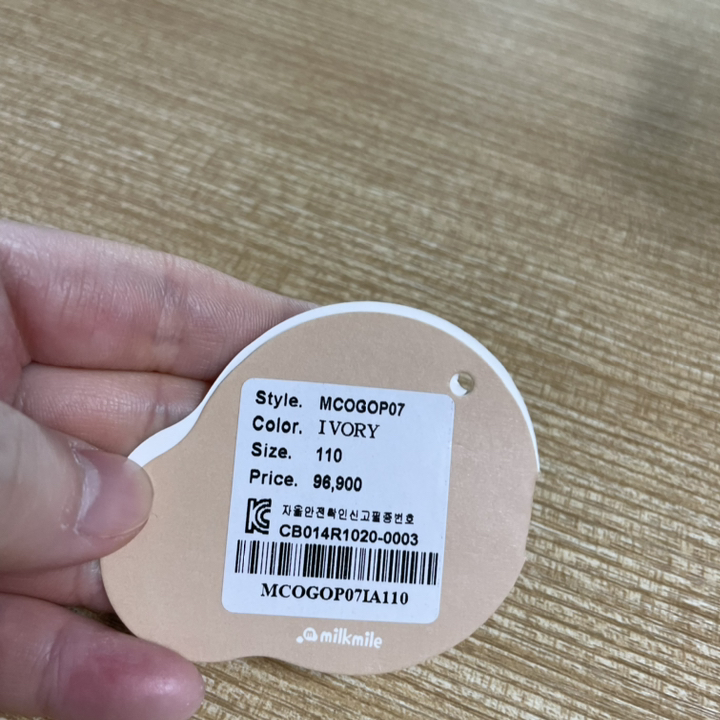 Style. MCOGOP07
Color. IVORY
Size. 110
Price. 96,900
자율안전확인신고필증번호
CB014R1020-0003
MCOGOP07IA110
milkmile